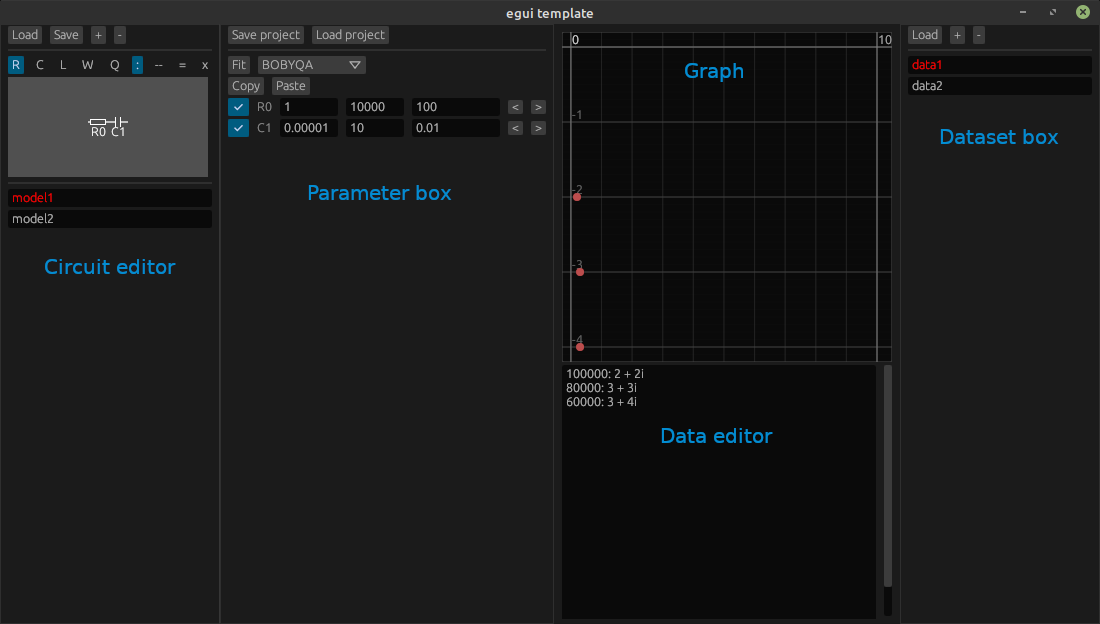 egui template
Load Save + -
R C L W Q : -- = x
R0 C1
model1
model2
Circuit editor
Save project Load project
Fit BOBYQA
Copy Paste
R0 1 10000 100 < >
C1 0.00001 10 0.01 < >
Parameter box
0 10
Graph
-1
-2
-3
-4
100000: 2 + 2i
80000: 3 + 3i
60000: 3 + 4i
Data editor
Load + -
data1
data2
Dataset box